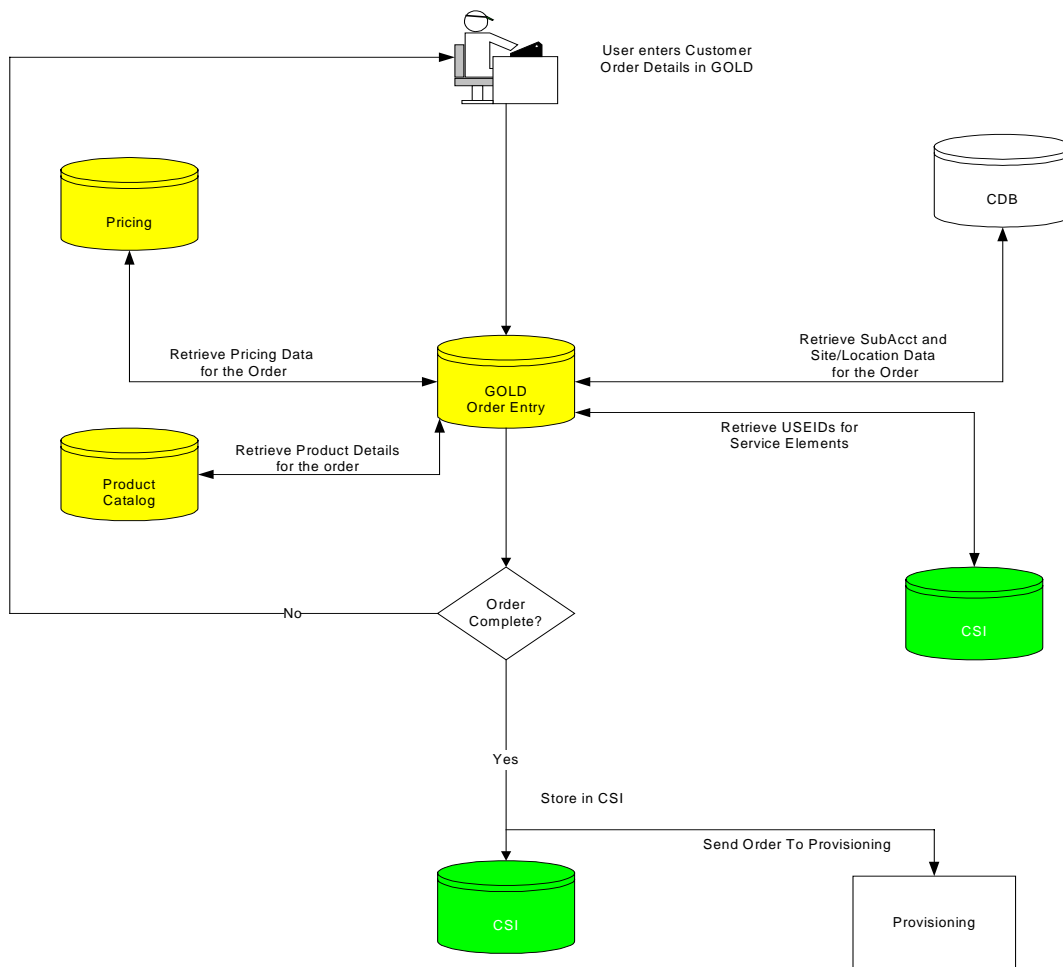 User enters Customer
Order Details in GOLD
Pricing
CDB
Retrieve Pricing Data
for the Order
Retrieve SubAcct and
Site/Location Data
for the Order
GOLD
Order Entry
Retrieve USEIDs for
Service Elements
Retrieve Product Details
for the order
Product
Catalog
Order
Complete?
No
CSI
Yes
Store in CSI
Send Order To Provisioning
CSI
Provisioning